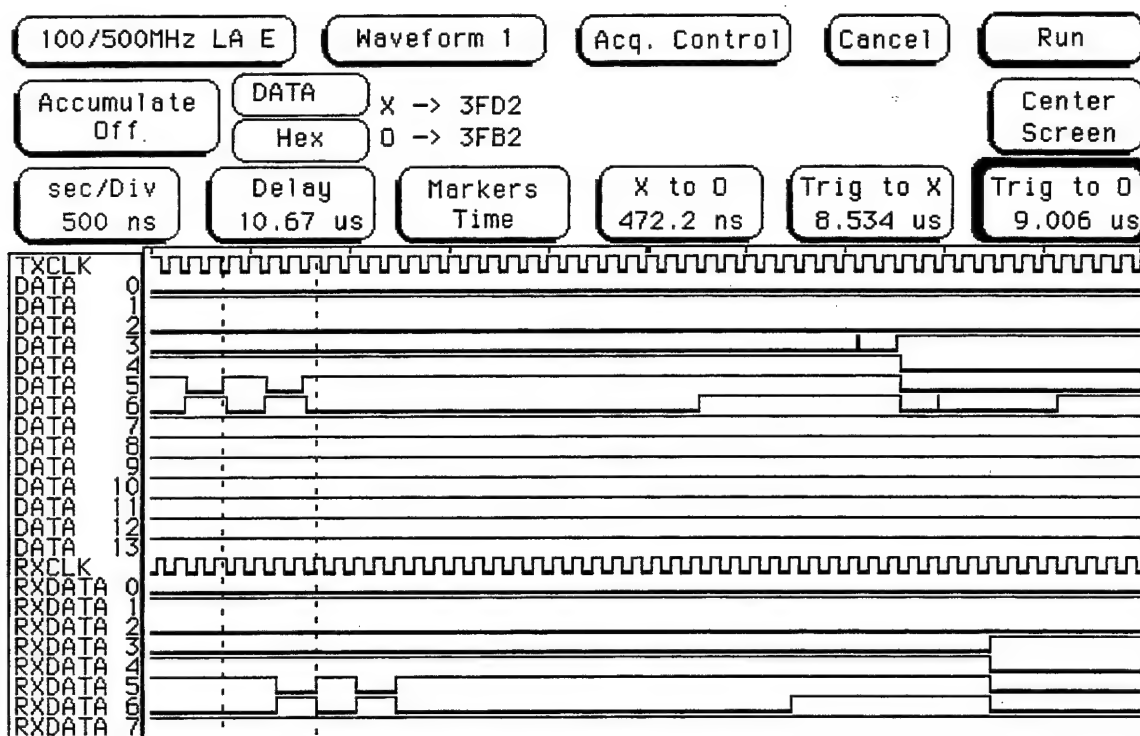 100/500MHz LA E Waveform 1 Acq. Control Cancel Run
Accumulate Off. DATA X -> 3FD2 Center Screen
Hex O -> 3FB2
sec/Div Delay Markers X to O Trig to X Trig to O
500 ns 10.67 us Time 472.2 ns 8.534 us 9.006 us
TXCLK
DATA 0
DATA 1
DATA 2
DATA 3
DATA 4
DATA 5
DATA 6
DATA 7
DATA 8
DATA 9
DATA 10
DATA 11
DATA 12
DATA 13
RXCLK
RXDATA 0
RXDATA 1
RXDATA 2
RXDATA 3
RXDATA 4
RXDATA 5
RXDATA 6
RXDATA 7